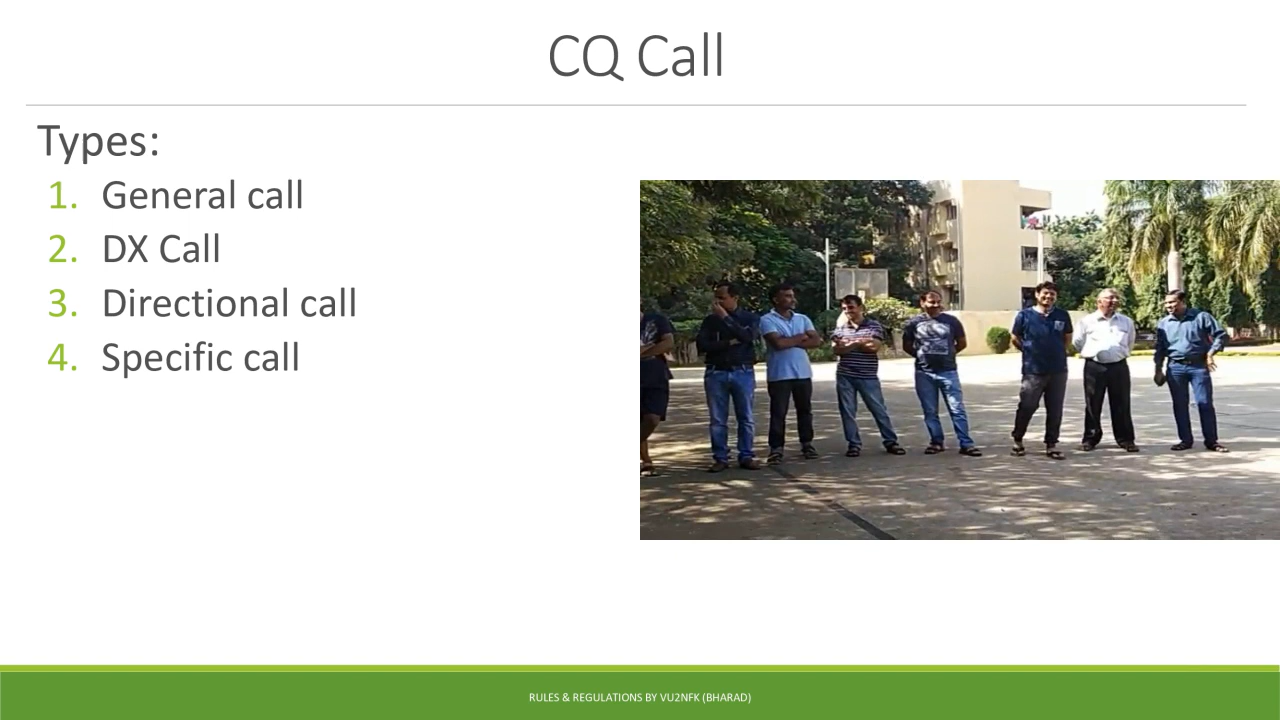 CQ Call
Types:
1. General call
2. DX Call
3. Directional call
4. Specific call
RULES & REGULATIONS BY VU2NFK (BHARAD)